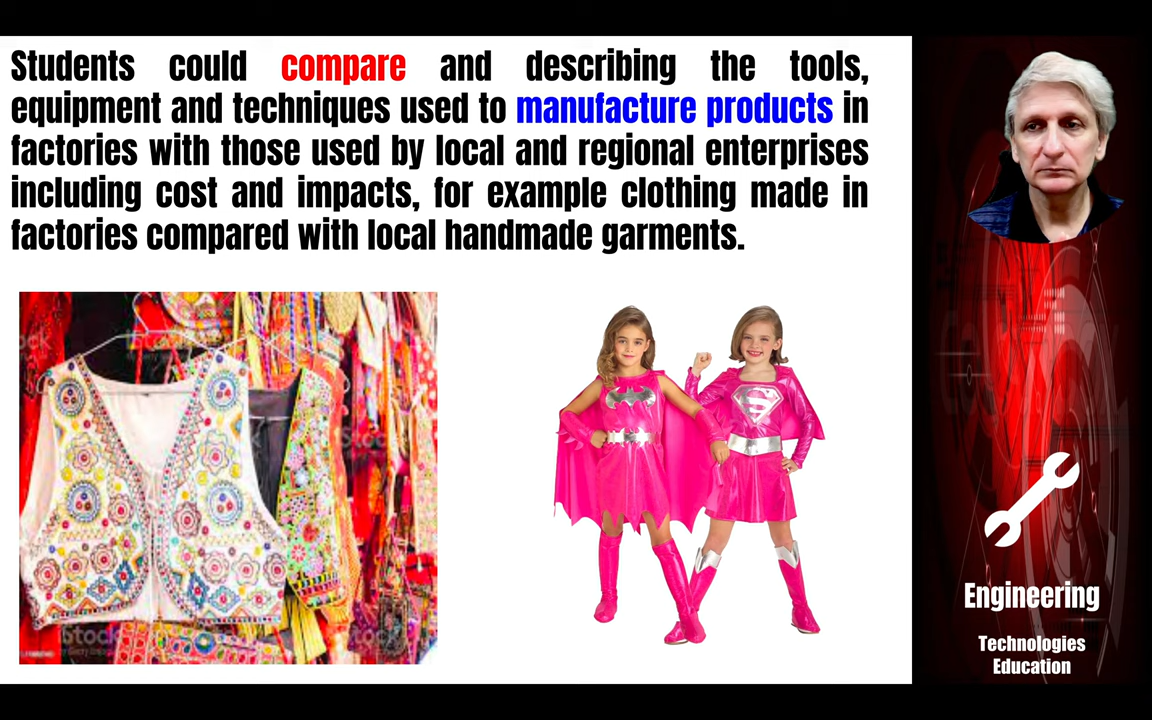 Students could compare and describing the tools,
equipment and techniques used to manufacture products in
factories with those used by local and regional enterprises
including cost and impacts, for example clothing made in
factories compared with local handmade garments.
iStock
iStock
Engineering
Technologies
Education